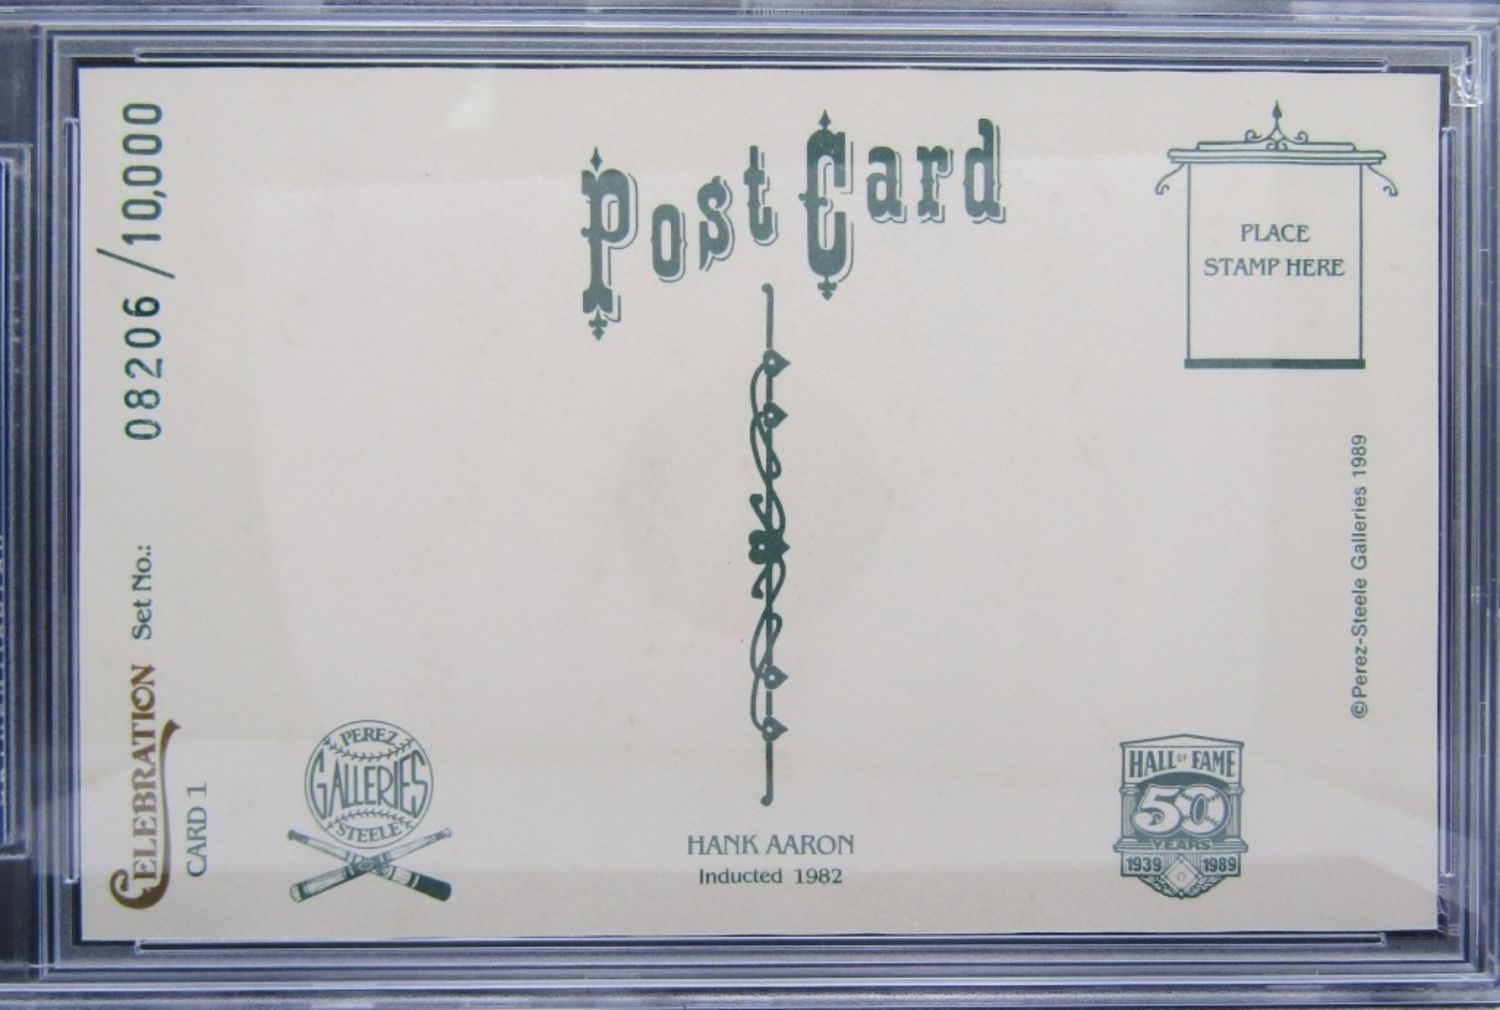 Post Card
PLACE
STAMP HERE
CELEBRATION Set No.: 08206/10,000
CARD 1
PEREZ
GALLERIES
STEELE
HANK AARON
Inducted 1982
HALL OF FAME
50
YEARS
1939 1989
©Perez-Steele Galleries 1989